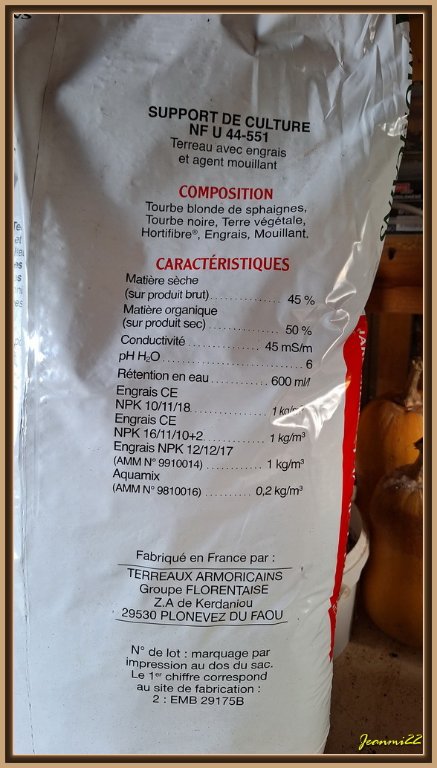 SUPPORT DE CULTURE
NF U 44-551
Terreau avec engrais
et agent mouillant
COMPOSITION
Tourbe blonde de sphaignes,
Tourbe noire, Terre végétale,
Hortifibre®, Engrais, Mouillant.
CARACTÉRISTIQUES
Matière sèche
(sur produit brut)............ 45 %
Matière organique
(sur produit sec)............ 50 %
Conductivité ............ 45 mS/m
pH H₂O ............ 6
Rétention en eau ............ 600 ml/l
Engrais CE
NPK 10/11/18............ 1 kg/m³
Engrais CE
NPK 16/11/10+2............ 1 kg/m³
Engrais NPK 12/12/17
(AMM N° 9910014) ............ 1 kg/m³
Aquamix
(AMM N° 9810016) ............ 0,2 kg/m³
Fabriqué en France par :
TERREAUX ARMORICAINS
Groupe FLORENTAISE
Z.A de Kerdaniou
29530 PLONEVEZ DU FAOU
N° de lot : marquage par
impression au dos du sac.
Le 1er chiffre correspond
au site de fabrication :
2 : EMB 29175B
Jeanmi22